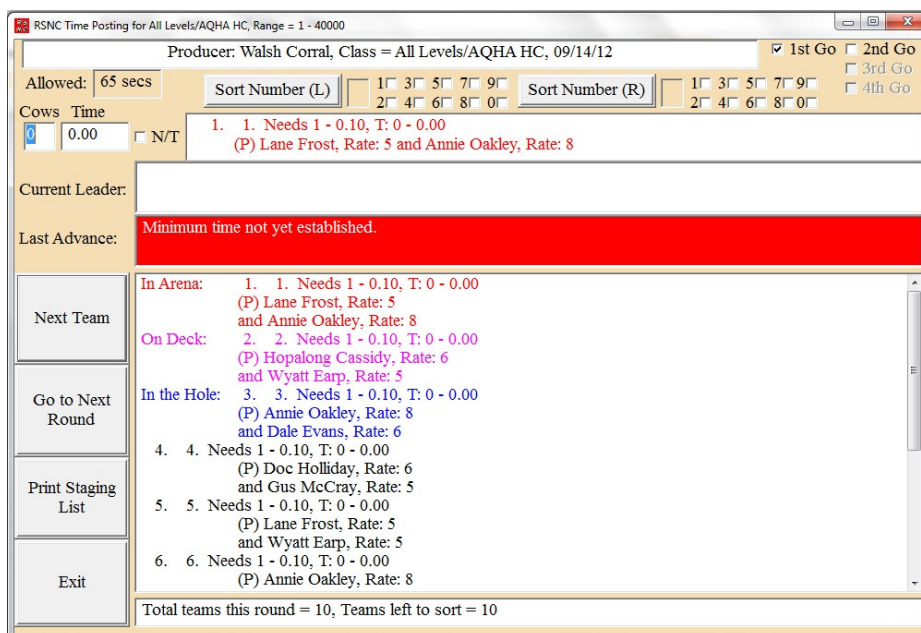 RSNC Time Posting for All Levels/AQHA HC, Range = 1 - 40000
Producer: Walsh Corral, Class = All Levels/AQHA HC, 09/14/12
1st Go 2nd Go
3rd Go
4th Go
Allowed: 65 secs
Sort Number (L)
1 3 5 7 9
2 4 6 8 0
Sort Number (R)
1 3 5 7 9
2 4 6 8 0
Cows Time
0 0.00 N/T
1. 1. Needs 1 - 0.10, T: 0 - 0.00
(P) Lane Frost, Rate: 5 and Annie Oakley, Rate: 8
Current Leader:
Last Advance:
Minimum time not yet established.
Next Team
Go to Next
Round
Print Staging
List
Exit
In Arena: 1. 1. Needs 1 - 0.10, T: 0 - 0.00
(P) Lane Frost, Rate: 5
and Annie Oakley, Rate: 8
On Deck: 2. 2. Needs 1 - 0.10, T: 0 - 0.00
(P) Hopalong Cassidy, Rate: 6
and Wyatt Earp, Rate: 5
In the Hole: 3. 3. Needs 1 - 0.10, T: 0 - 0.00
(P) Annie Oakley, Rate: 8
and Dale Evans, Rate: 6
4. 4. Needs 1 - 0.10, T: 0 - 0.00
(P) Doc Holliday, Rate: 6
and Gus McCray, Rate: 5
5. 5. Needs 1 - 0.10, T: 0 - 0.00
(P) Lane Frost, Rate: 5
and Wyatt Earp, Rate: 5
6. 6. Needs 1 - 0.10, T: 0 - 0.00
(P) Annie Oakley, Rate: 8
Total teams this round = 10, Teams left to sort = 10